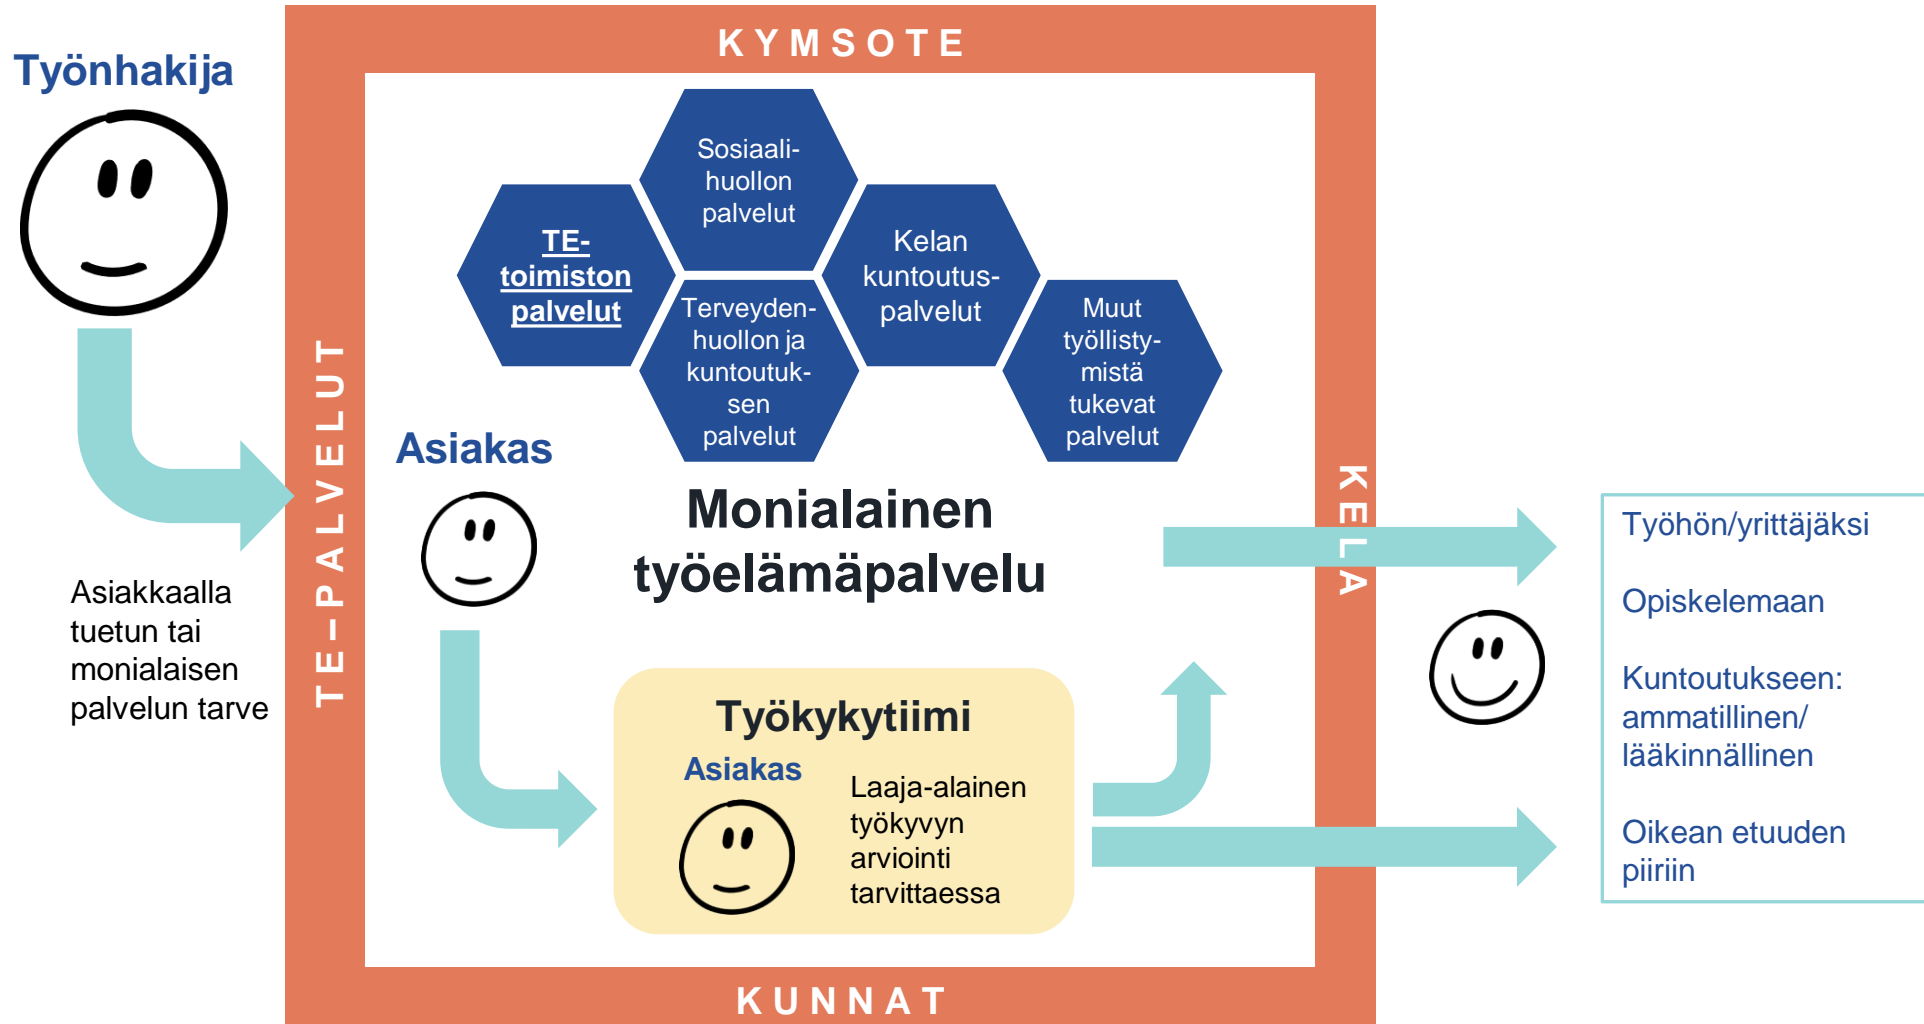 KYMSOTE
Työnhakija
Sosiaali-
huollon
palvelut
TE-
toimiston
palvelut
Kelan
kuntoutus-
palvelut
Terveyden-
huollon ja
kuntoutuk-
sen
palvelut
Muut
työllisty-
mistä
tukevat
palvelut
TE–PALVELUT
Asiakas
Monialainen
työelämäpalvelu
KELA
Asiakkaalla
tuetun tai
monialaisen
palvelun tarve
Työkykytiimi
Asiakas
Laaja-alainen
työkyvyn
arviointi
tarvittaessa
Työhön/yrittäjäksi
Opiskelemaan
Kuntoutukseen:
ammatillinen/
lääkinnällinen
Oikean etuuden
piiriin
KUNNAT